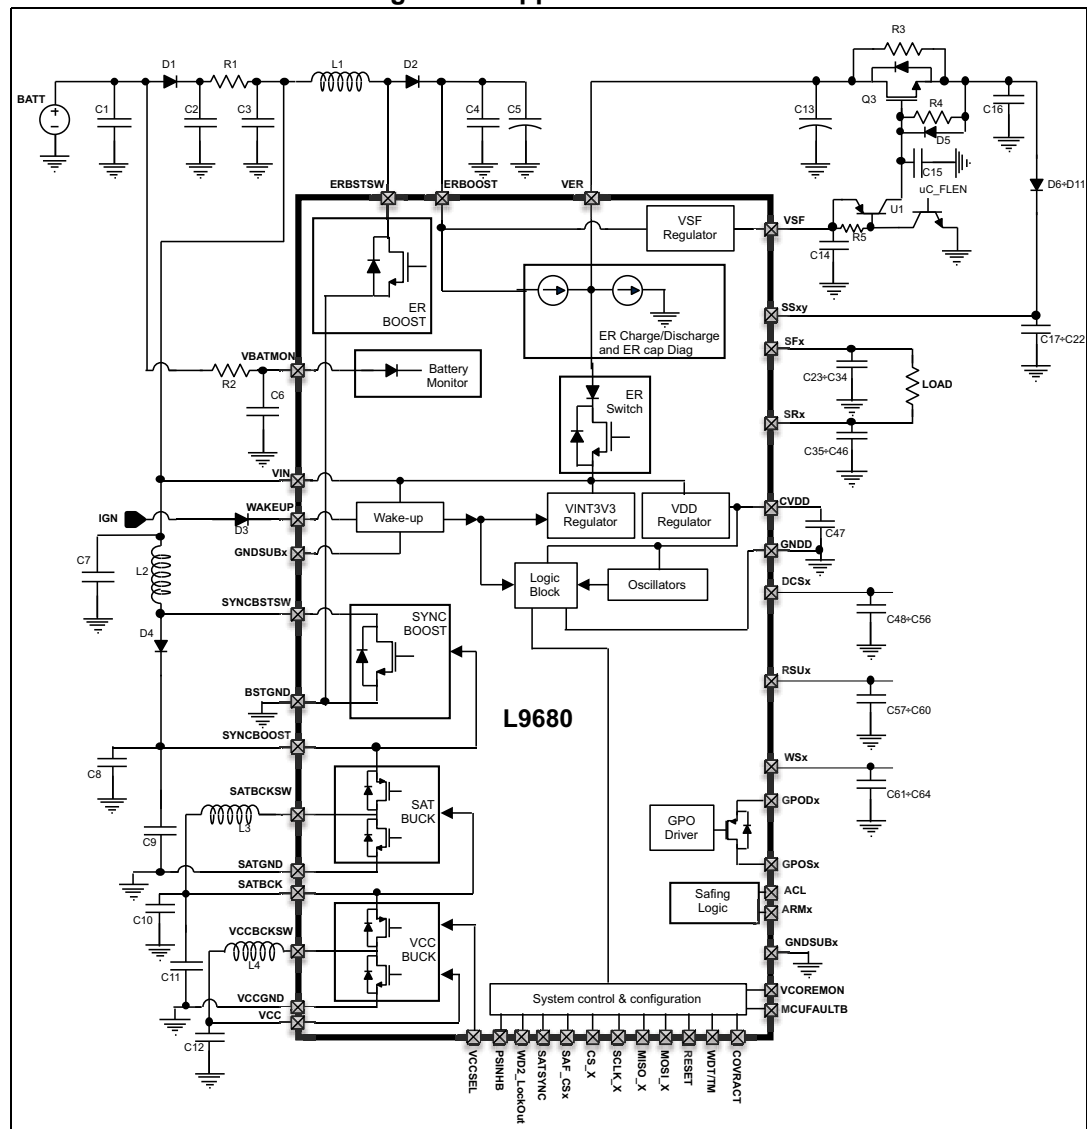 R3
D1
R1
L1
D2
BATT
C1
C2
C3
C4
C5
C13
Q3
R4
C16
D5
C15
uC_FLEN
D6÷D11
ERBSTSW
ERBOOST
VER
VSF
Regulator
VSF
U1
R5
C14
ER
BOOST
SSxy
ER Charge/Discharge
and ER cap Diag
C17÷C22
SFx
VBATMON
R2
Battery
Monitor
C6
ER
Switch
C23÷C34
LOAD
SRx
C35÷C46
VIN
CVDD
IGN
WAKEUP
D3
Wake-up
VINT3V3
Regulator
VDD
Regulator
C47
GNDSUBx
GNDD
C7
L2
Logic
Block
Oscillators
DCSx
SYNCBSTSW
C48÷C56
D4
SYNC
BOOST
RSUx
BSTGND
L9680
C57÷C60
SYNCBOOST
C8
WSx
SATBCKSW
C61÷C64
L3
SAT
BUCK
GPODx
GPO
Driver
C9
SATGND
GPOSx
SATBCK
ACL
Safing
Logic
ARMx
C10
VCCBCKSW
VCC
BUCK
L4
GNDSUBx
C11
VCCGND
VCC
System control & configuration
VCOREMON
MCUFAULTB
C12
VCCSEL
PSINHB
WD2_LockOut
SATSYNC
SAF_CSx
CS_X
SCLK_X
MISO_X
MOSI_X
RESET
WDT/TM
COVRACT